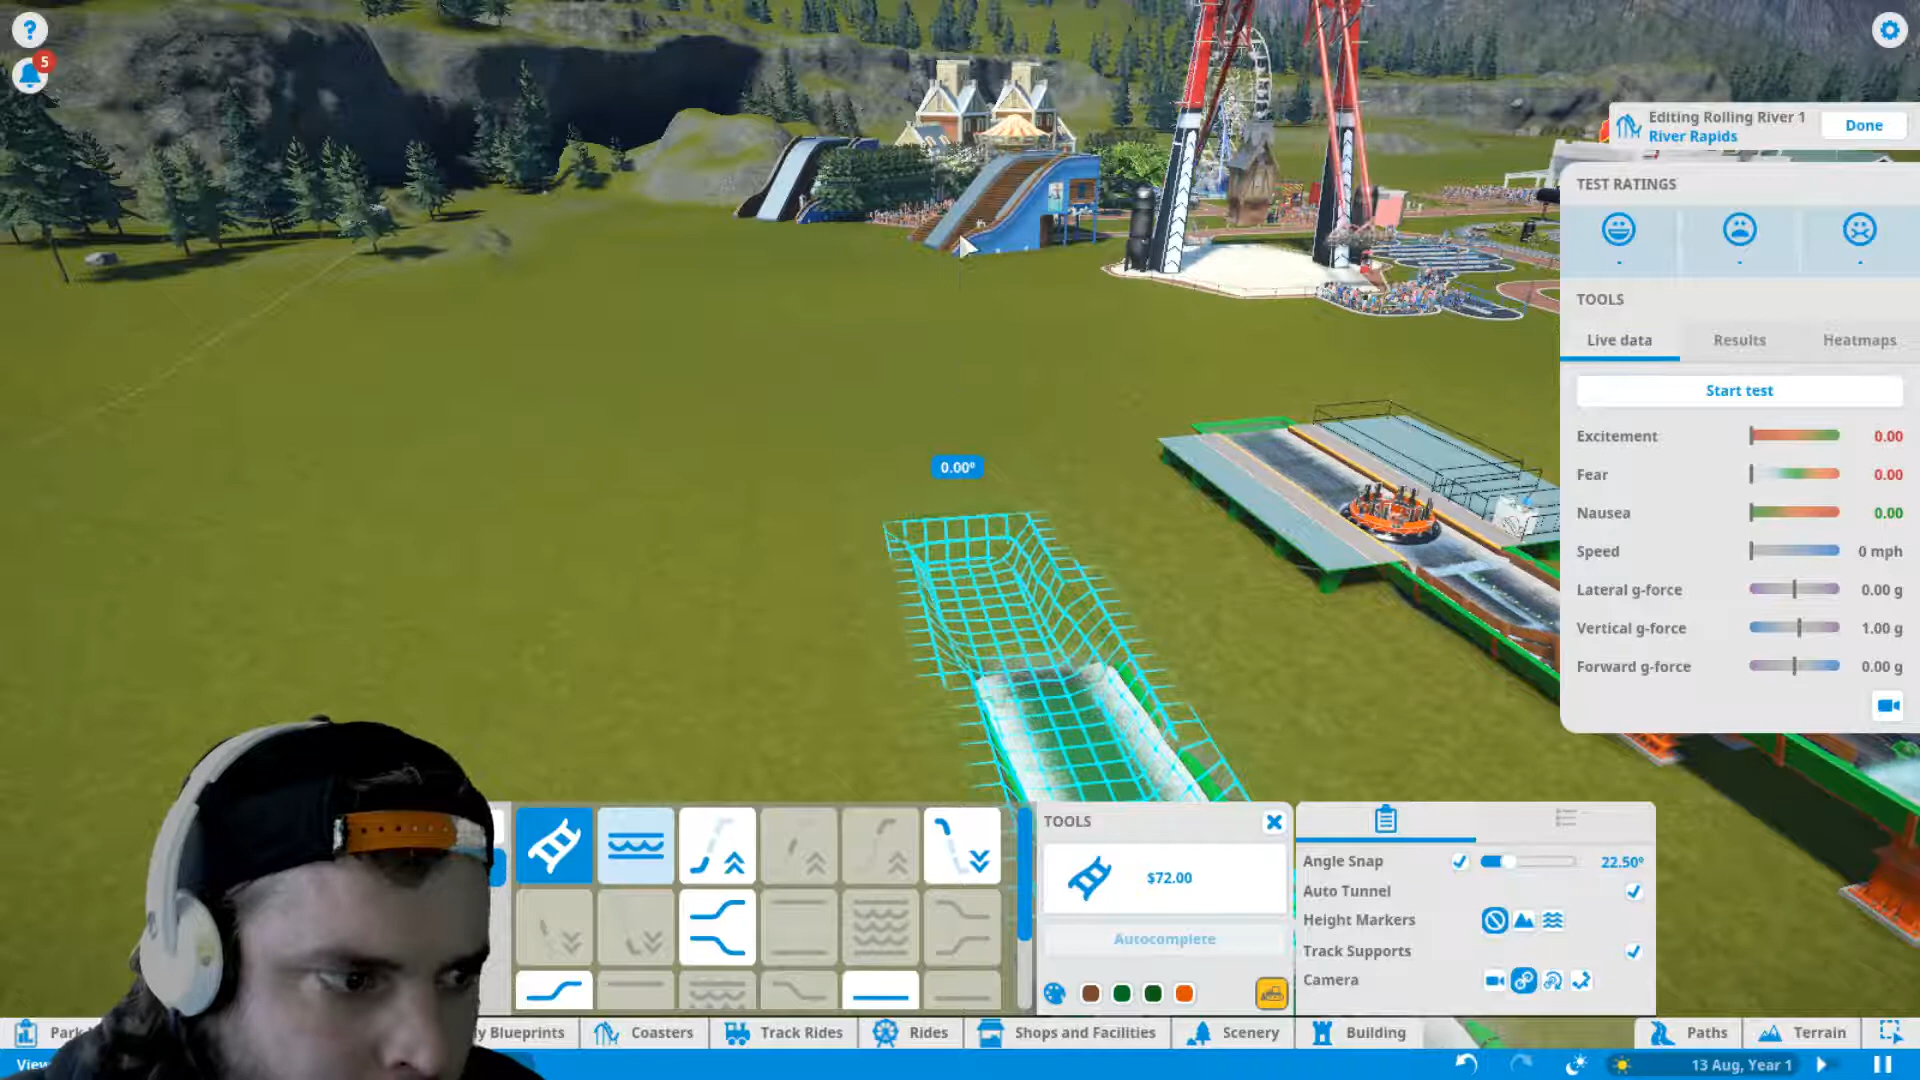 ?
5
Editing Rolling River 1
River Rapids
Done
TEST RATINGS
-
-
-
TOOLS
Live data
Results
Heatmaps
Start test
Excitement
0.00
Fear
0.00
Nausea
0.00
Speed
0 mph
Lateral g-force
0.00 g
Vertical g-force
1.00 g
Forward g-force
0.00 g
0.00°
TOOLS
$72.00
Autocomplete
Angle Snap
22.50°
Auto Tunnel
Height Markers
Track Supports
Camera
Park
y Blueprints
Coasters
Track Rides
Rides
Shops and Facilities
Scenery
Building
Paths
Terrain
View
13 Aug, Year 1